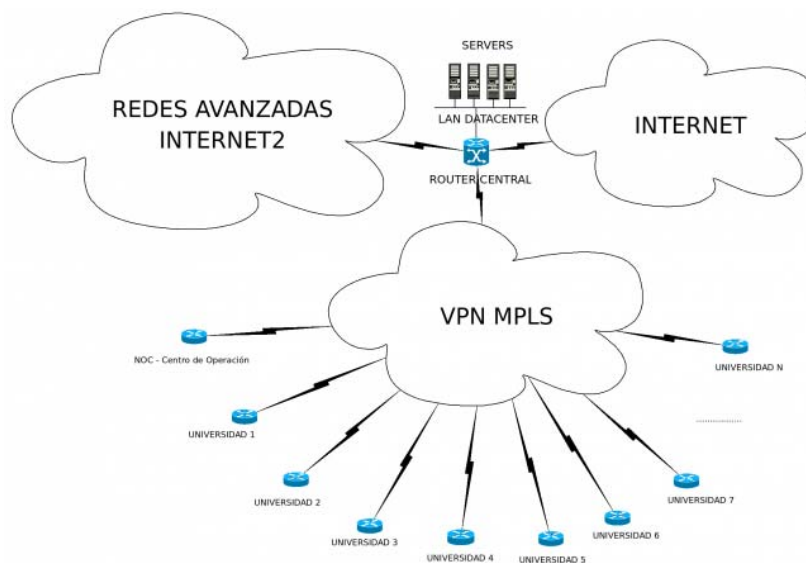 SERVERS
REDES AVANZADAS
INTERNET2
LAN DATACENTER
INTERNET
ROUTER CENTRAL
VPN MPLS
NOC - Centro de Operación
UNIVERSIDAD N
UNIVERSIDAD 1
UNIVERSIDAD 2
UNIVERSIDAD 7
UNIVERSIDAD 3
UNIVERSIDAD 6
UNIVERSIDAD 4
UNIVERSIDAD 5